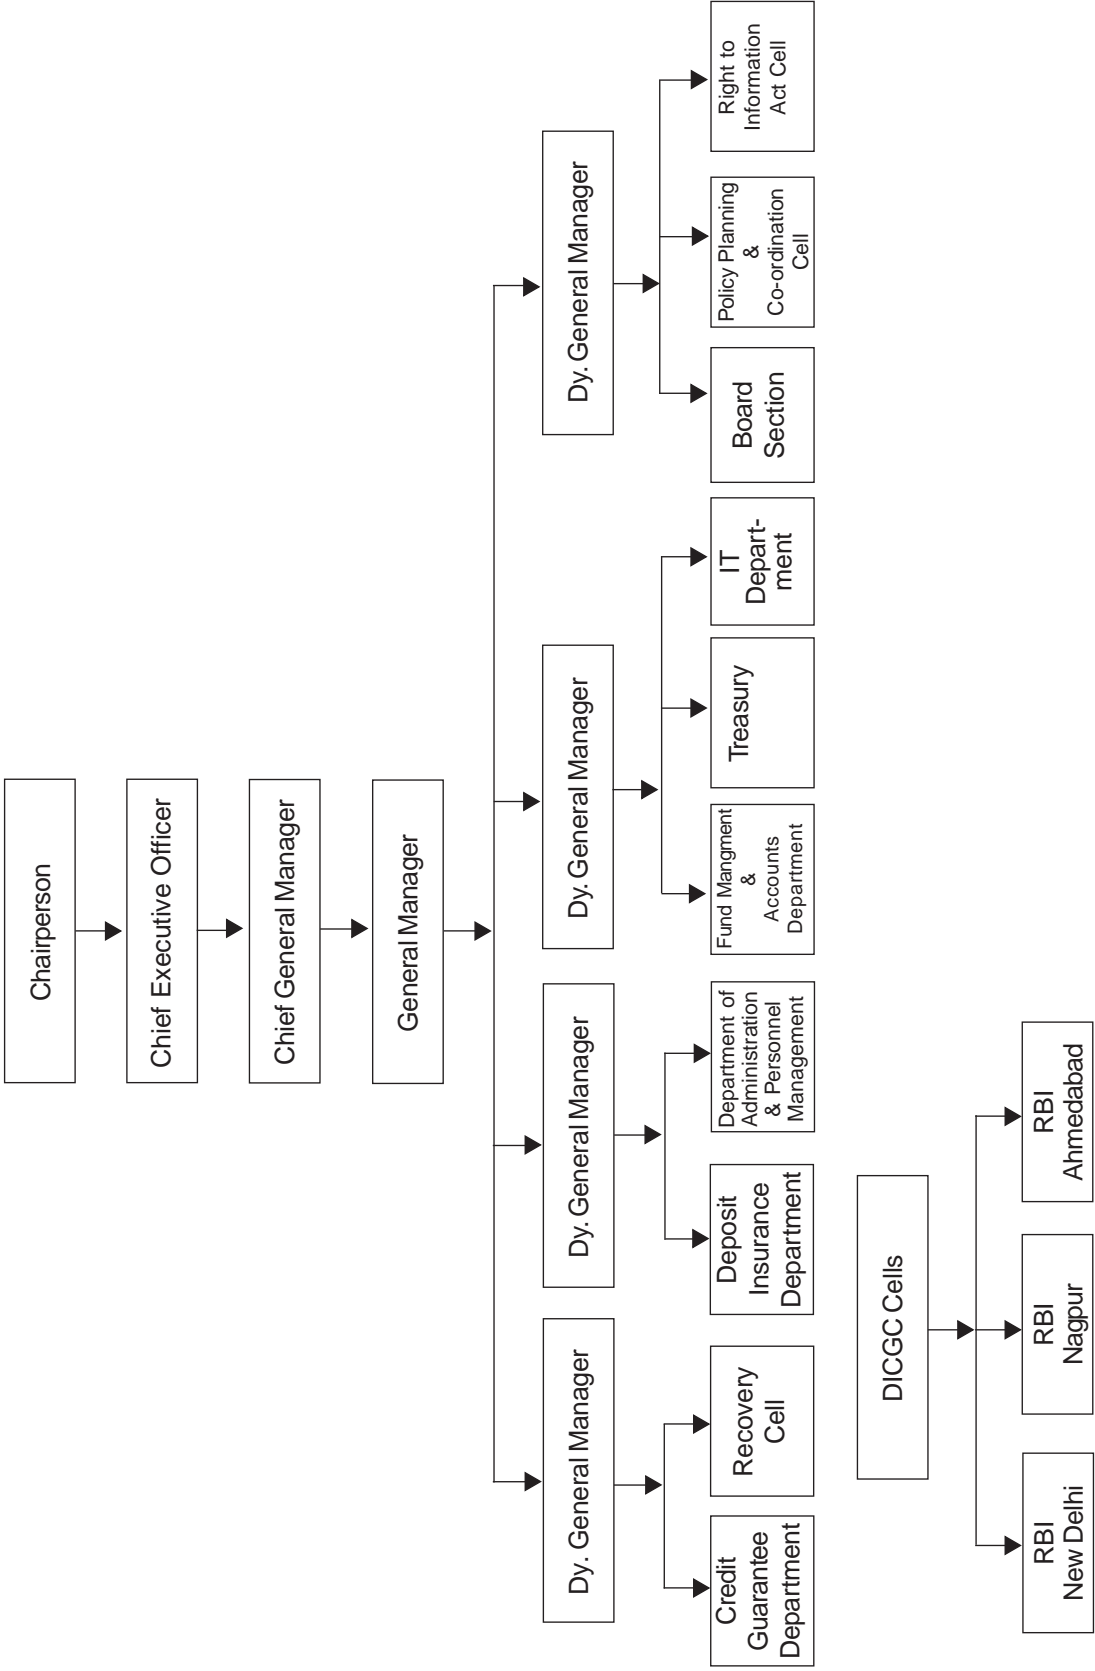 Chairperson
Chief Executive Officer
Chief General Manager
General Manager
Dy. General Manager
Dy. General Manager
Dy. General Manager
Dy. General Manager
Credit
Guarantee
Department
Recovery
Cell
Deposit
Insurance
Department
Department of
Administration
& Personnel
Management
Fund Mangment
&
Accounts
Department
Treasury
IT
Depart-
ment
Board
Section
Policy Planning
&
Co-ordination
Cell
Right to
Information
Act Cell
DICGC Cells
RBI
New Delhi
RBI
Nagpur
RBI
Ahmedabad